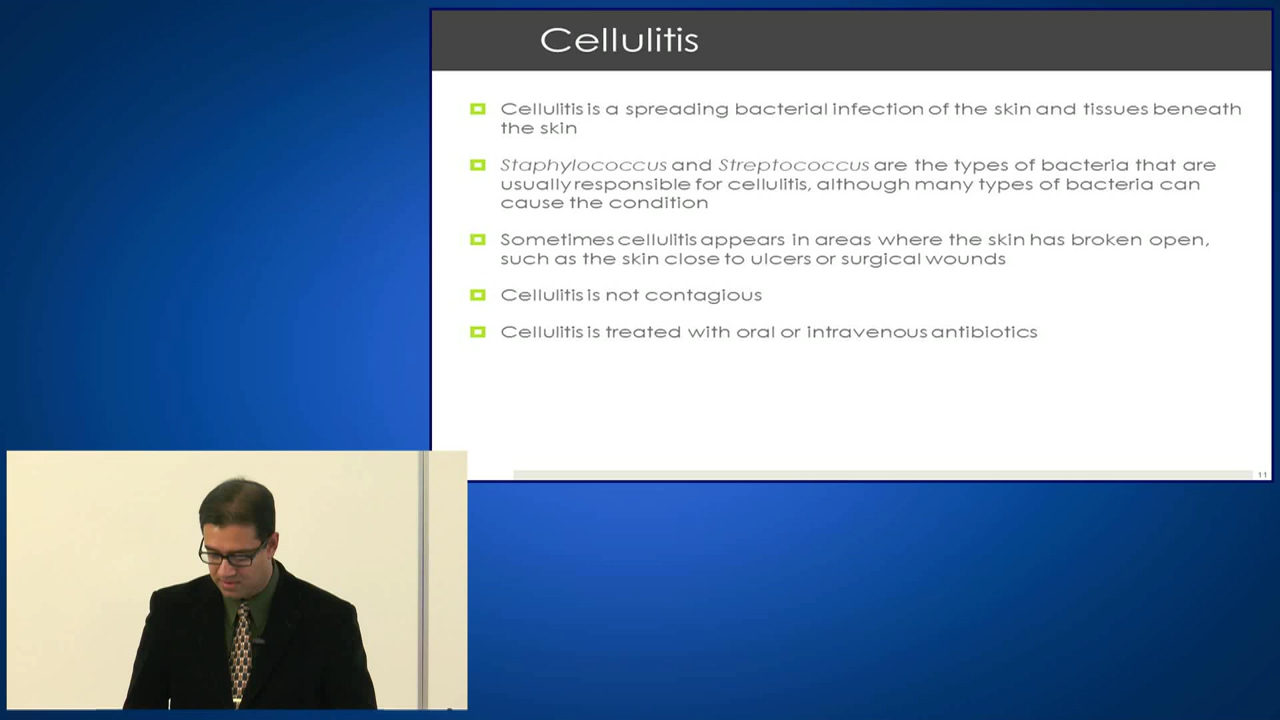 Cellulitis
Cellulitis is a spreading bacterial infection of the skin and tissues beneath
the skin
Staphylococcus and Streptococcus are the types of bacteria that are
usually responsible for cellulitis, although many types of bacteria can
cause the condition
Sometimes cellulitis appears in areas where the skin has broken open,
such as the skin close to ulcers or surgical wounds
Cellulitis is not contagious
Cellulitis is treated with oral or intravenous antibiotics
11